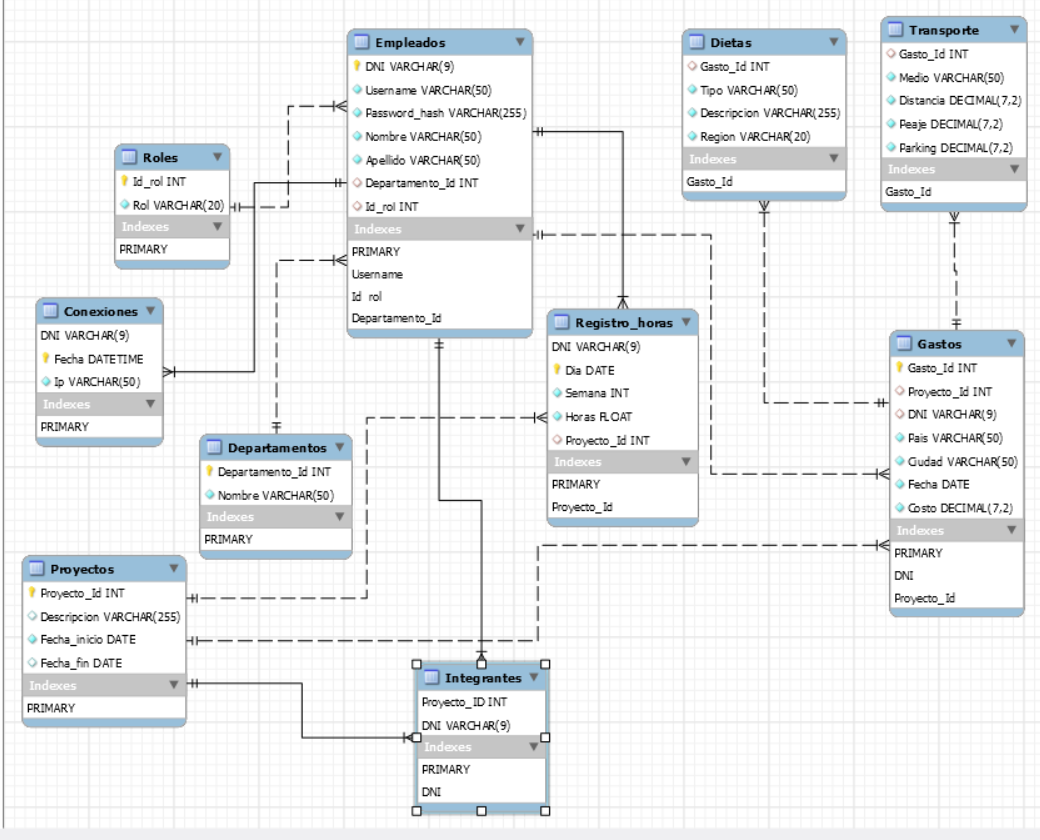 Empleados
DNI VARCHAR(9)
Username VARCHAR(50)
Password_hash VARCHAR(255)
Nombre VARCHAR(50)
Apellido VARCHAR(50)
Departamento_Id INT
Id_rol INT
Indexes
PRIMARY
Username
Id_rol
Departamento_Id
Dietas
Gasto_Id INT
Tipo VARCHAR(50)
Descripcion VARCHAR(255)
Region VARCHAR(20)
Indexes
Gasto_Id
Transporte
Gasto_Id INT
Medio VARCHAR(50)
Distancia DECIMAL(7,2)
Peaje DECIMAL(7,2)
Parking DECIMAL(7,2)
Indexes
Gasto_Id
Roles
Id_rol INT
Rol VARCHAR(20)
Indexes
PRIMARY
Conexiones
DNI VARCHAR(9)
Fecha DATETIME
Ip VARCHAR(50)
Indexes
PRIMARY
Registro_horas
DNI VARCHAR(9)
Dia DATE
Semana INT
Horas FLOAT
Proyecto_Id INT
Indexes
PRIMARY
Proyecto_Id
Gastos
Gasto_Id INT
Proyecto_Id INT
DNI VARCHAR(9)
Pais VARCHAR(50)
Ciudad VARCHAR(50)
Fecha DATE
Costo DECIMAL(7,2)
Indexes
PRIMARY
DNI
Proyecto_Id
Departamentos
Departamento_Id INT
Nombre VARCHAR(50)
Indexes
PRIMARY
Proyectos
Proyecto_Id INT
Descripcion VARCHAR(255)
Fecha_inicio DATE
Fecha_fin DATE
Indexes
PRIMARY
Integrantes
Proyecto_ID INT
DNI VARCHAR(9)
Indexes
PRIMARY
DNI